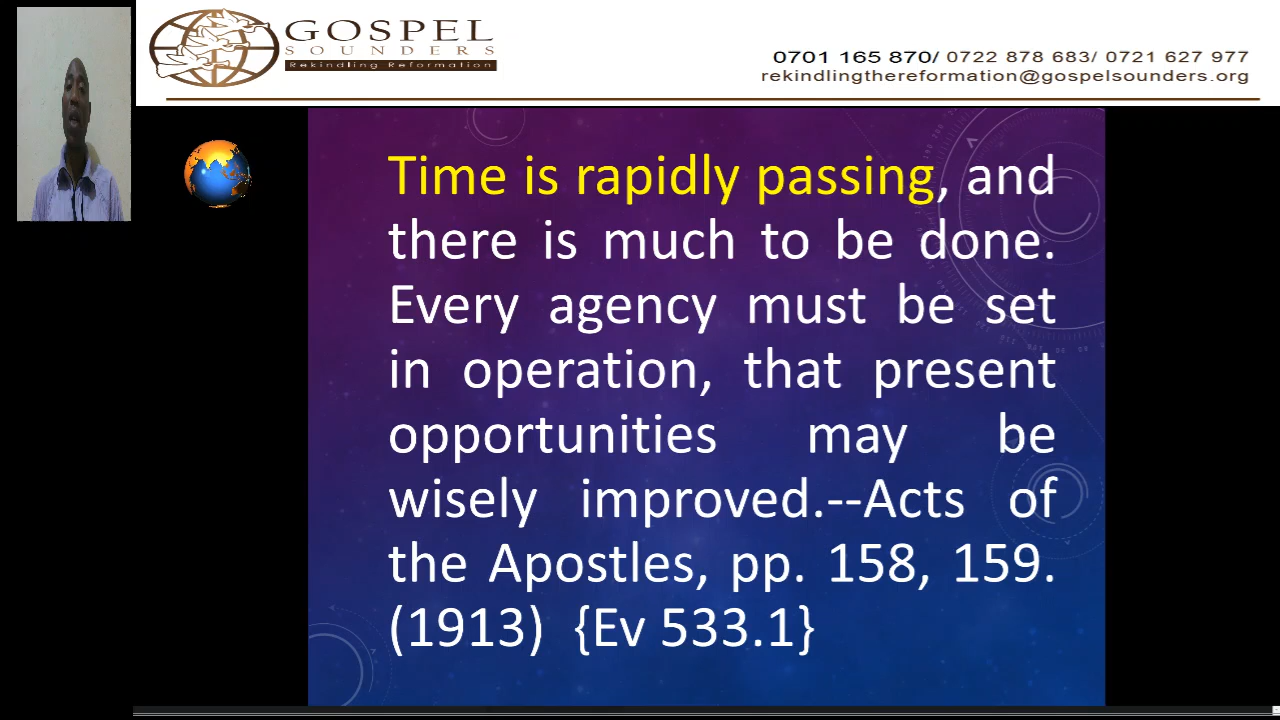 GOSPEL
SOUNDERS
Rekindling Reformation
0701 165 870/ 0722 878 683/ 0721 627 977
rekindlingthereformation@gospelsounders.org
Time is rapidly passing, and
there is much to be done.
Every agency must be set
in operation, that present
opportunities may be
wisely improved.--Acts of
the Apostles, pp. 158, 159.
(1913) {Ev 533.1}